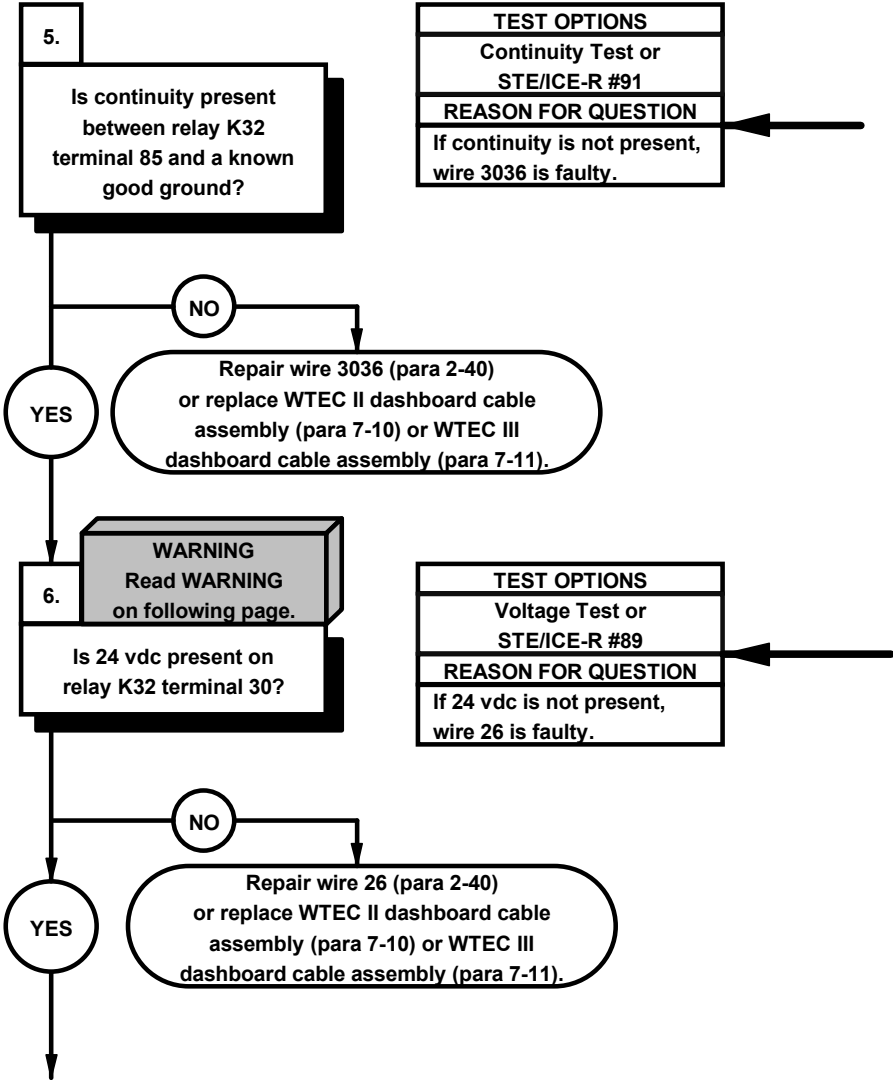 5.
Is continuity present
between relay K32
terminal 85 and a known
good ground?
TEST OPTIONS
Continuity Test or
STE/ICE-R #91
REASON FOR QUESTION
If continuity is not present,
wire 3036 is faulty.
NO
YES
Repair wire 3036 (para 2-40)
or replace WTEC II dashboard cable
assembly (para 7-10) or WTEC III
dashboard cable assembly (para 7-11).
WARNING
Read WARNING
on following page.
6.
Is 24 vdc present on
relay K32 terminal 30?
TEST OPTIONS
Voltage Test or
STE/ICE-R #89
REASON FOR QUESTION
If 24 vdc is not present,
wire 26 is faulty.
NO
YES
Repair wire 26 (para 2-40)
or replace WTEC II dashboard cable
assembly (para 7-10) or WTEC III
dashboard cable assembly (para 7-11).